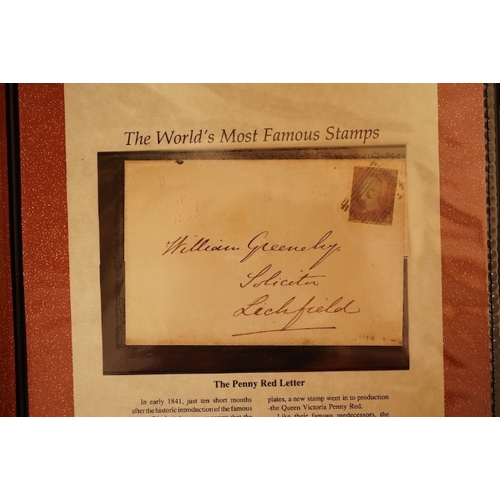 The World's Most Famous Stamps
William Greeneby
Solicitor
Lichfield
The Penny Red Letter
In early 1841, just ten short months
after the historic introduction of the famous
plates, a new stamp went in to production
-the Queen Victoria Penny Red.
Like their famous predecessors, the